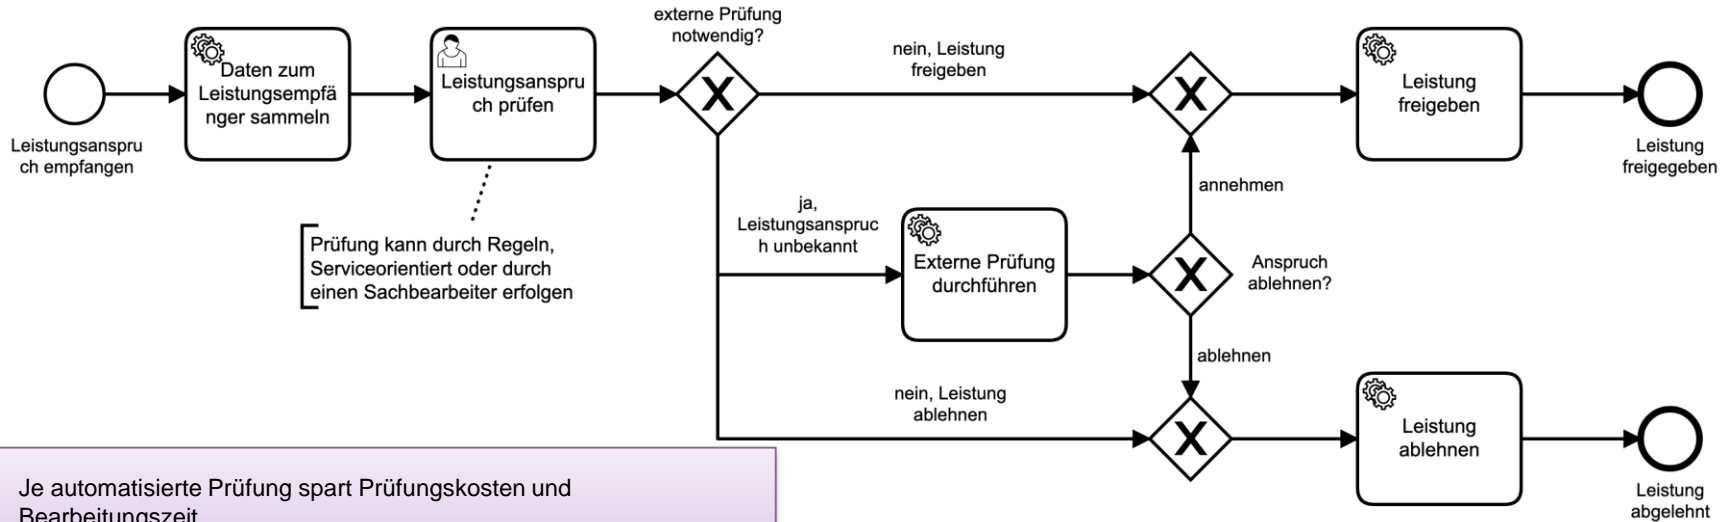 Leistungsanspru
ch empfangen
Daten zum
Leistungsempfä
nger sammeln
Leistungsanspru
ch prüfen
Prüfung kann durch Regeln,
Serviceorientiert oder durch
einen Sachbearbeiter erfolgen
externe Prüfung
notwendig?
nein, Leistung
freigeben
ja,
Leistungsanspruc
h unbekannt
nein, Leistung
ablehnen
Externe Prüfung
durchführen
Anspruch
ablehnen?
annehmen
ablehnen
Leistung
freigeben
Leistung
freigegeben
Leistung
ablehnen
Leistung
abgelehnt
Je automatisierte Prüfung spart Prüfungskosten und
Bearbeitungszeit